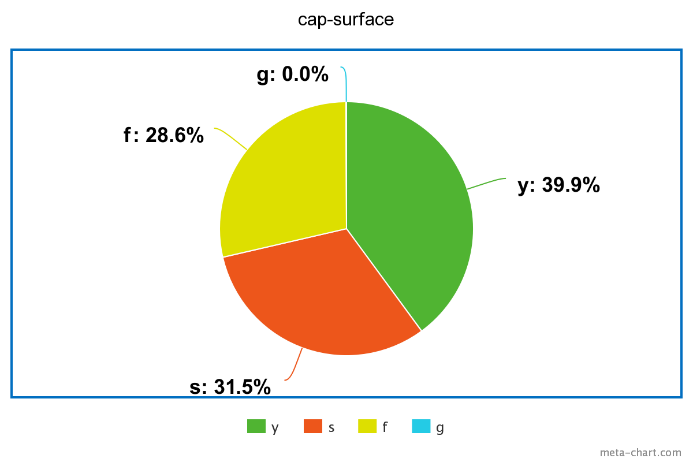 cap-surface
g: 0.0%
f: 28.6%
y: 39.9%
s: 31.5%
y s f g
meta-chart.com